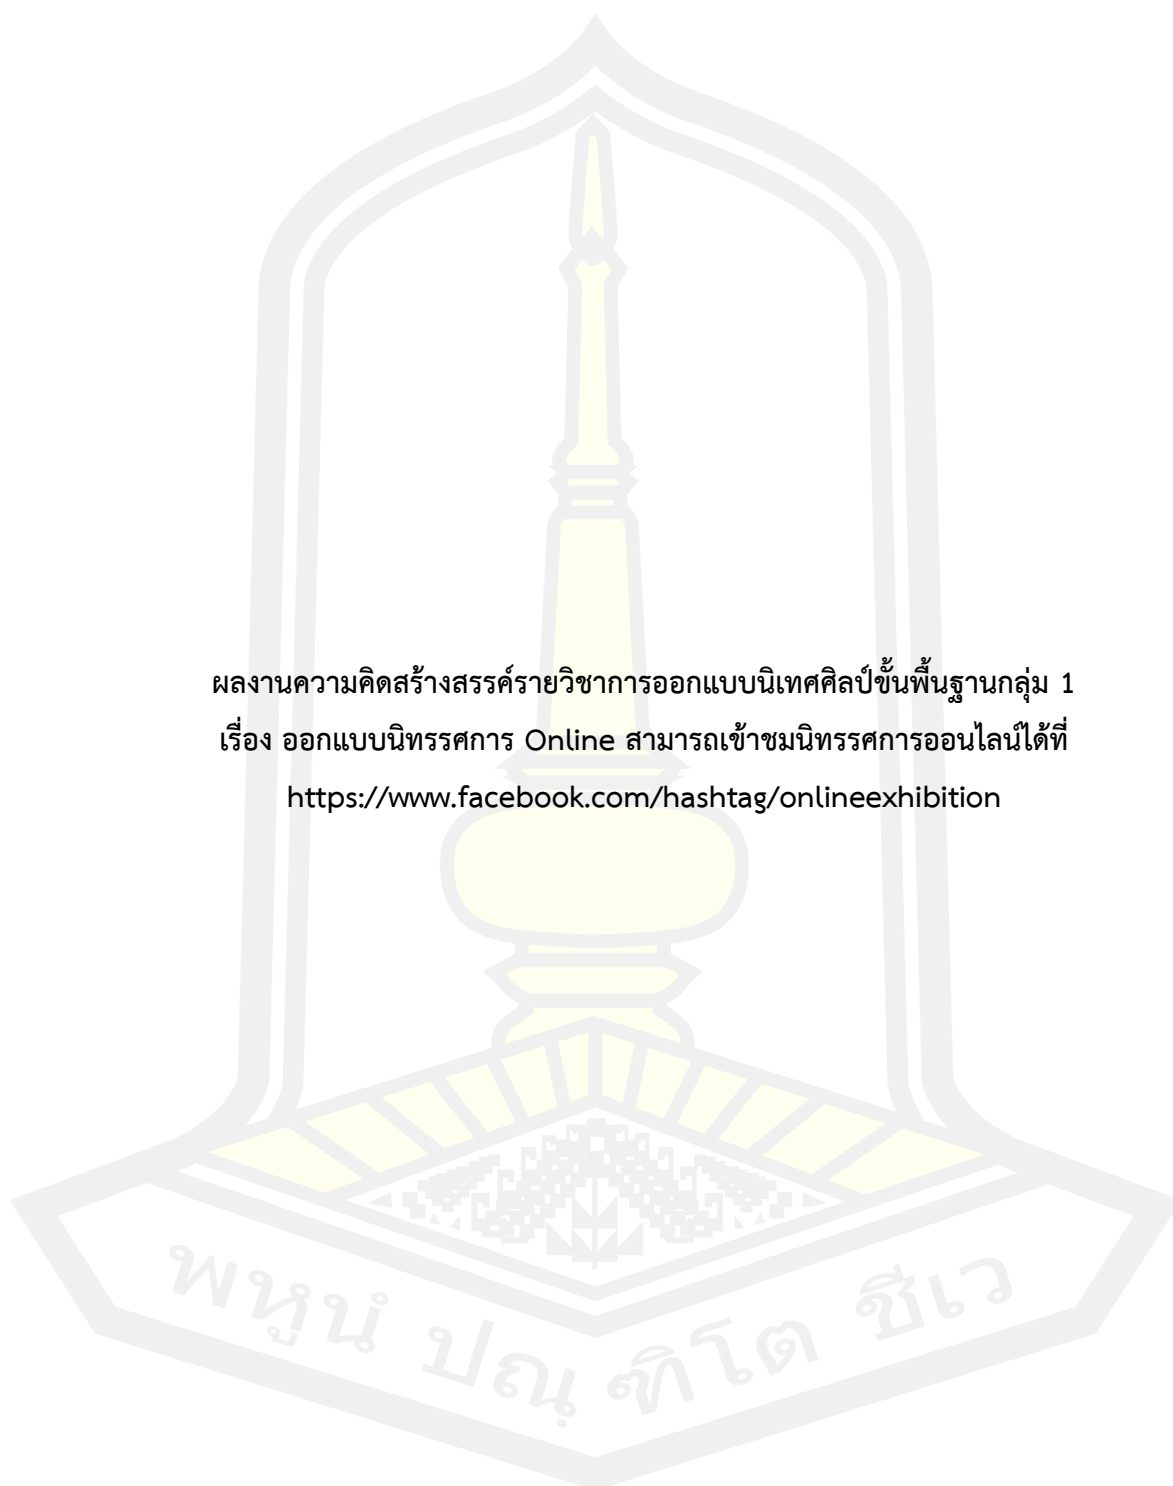 ผลงานความคิดสร้างสรรค์รายวิชาการออกแบบนิเทศศิลป์ขั้นพื้นฐานกลุ่ม 1
เรื่อง ออกแบบนิทรรศการ Online สามารถเข้าชมนิทรรศการออนไลน์ได้ที่
https://www.facebook.com/hashtag/onlineexhibition
พหูนํ ปณฺฑิโต ชีเว